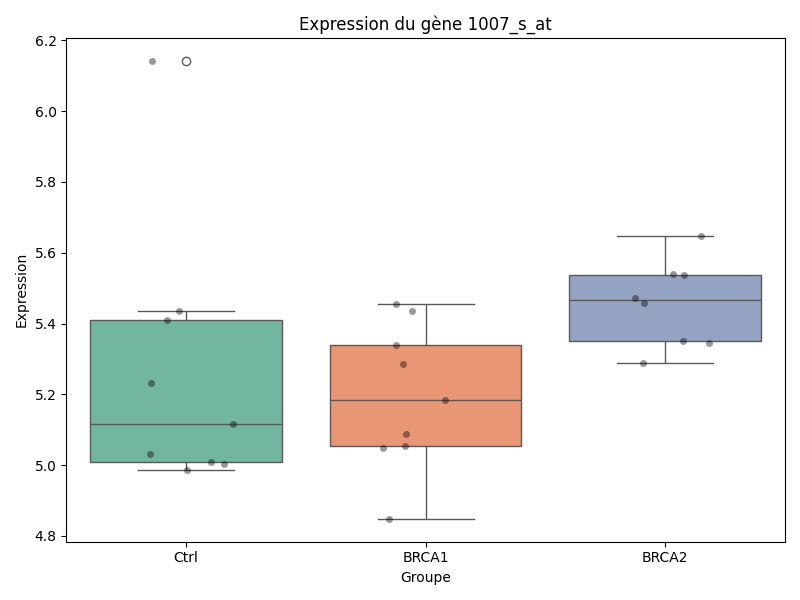 Expression du gène 1007_s_at
6.2
6.0
5.8
5.6
5.4
5.2
5.0
4.8
Expression
Ctrl
BRCA1
BRCA2
Groupe